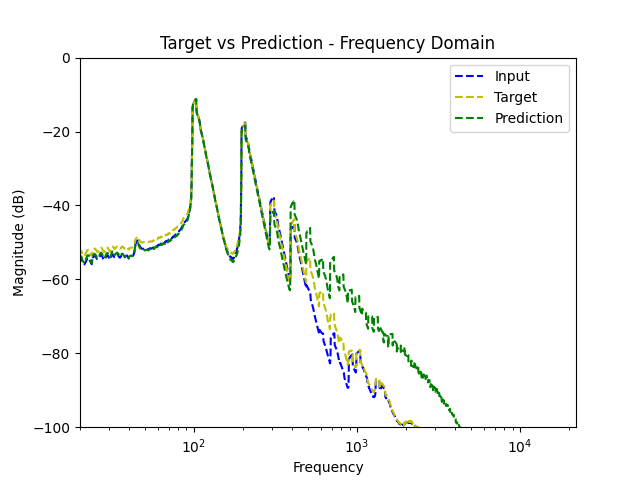 Target vs Prediction - Frequency Domain
Input
Target
Prediction
Magnitude (dB)
0
−20
−40
−60
−80
−100
10²
10³
10⁴
Frequency